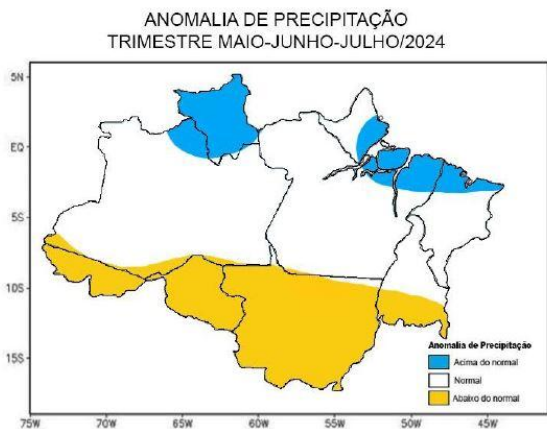 ANOMALIA DE PRECIPITAÇÃO
TRIMESTRE MAIO-JUNHO-JULHO/2024
5N
EQ
5S
10S
15S
Anomalia de Precipitação
Acima do normal
Normal
Abaixo do normal
75W 70W 65W 60W 55W 50W 45W